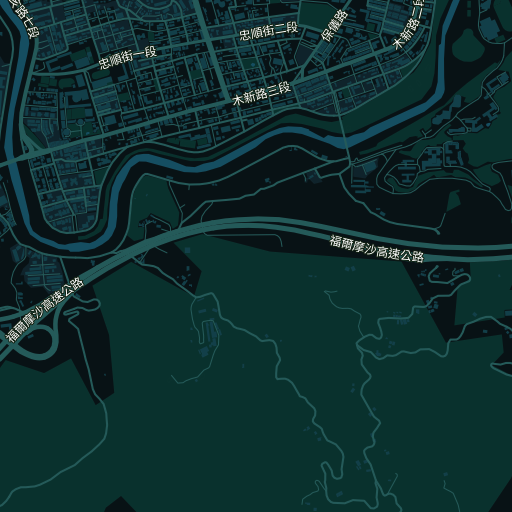 路七段
忠順街二段
保儀路
木新路二段
忠順街一段
木新路三段
福爾摩沙高速公路
福爾摩沙高速公路